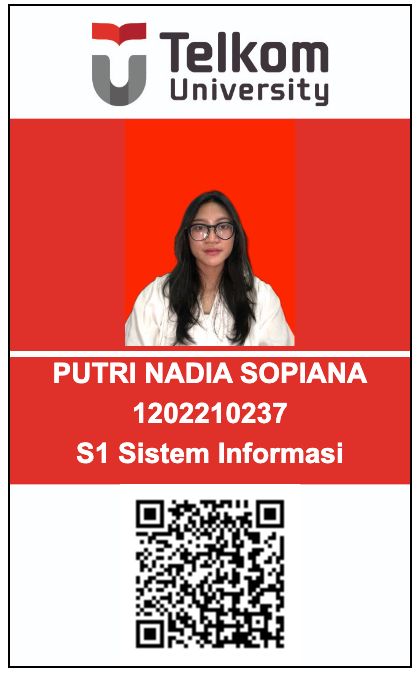 Telkom
University
PUTRI NADIA SOPIANA
1202210237
S1 Sistem Informasi